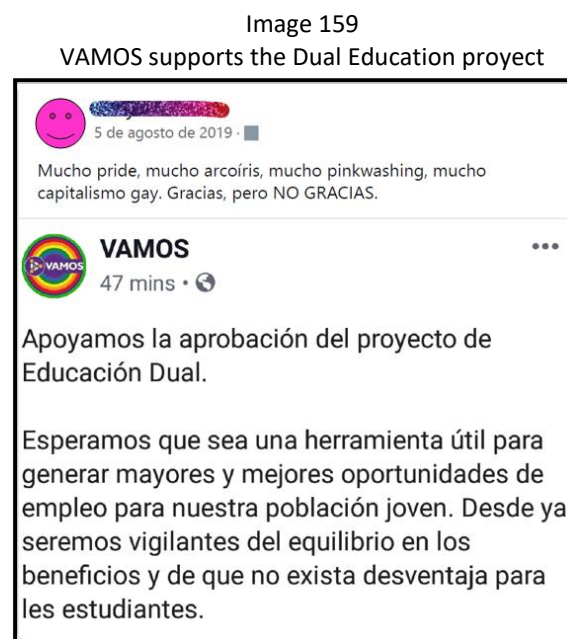 Image 159
VAMOS supports the Dual Education proyect
5 de agosto de 2019 ·
Mucho pride, mucho arcoíris, mucho pinkwashing, mucho
capitalismo gay. Gracias, pero NO GRACIAS.
VAMOS
VAMOS
47 mins •
Apoyamos la aprobación del proyecto de
Educación Dual.
Esperamos que sea una herramienta útil para
generar mayores y mejores oportunidades de
empleo para nuestra población joven. Desde ya
seremos vigilantes del equilibrio en los
beneficios y de que no exista desventaja para
les estudiantes.